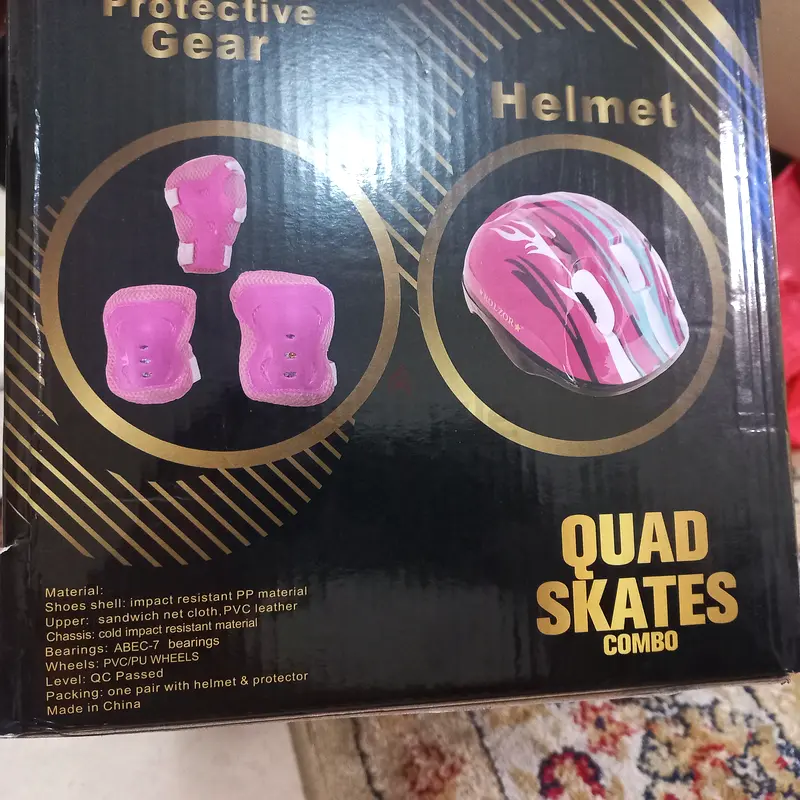 Protective
Gear
Helmet
★BOLZOR★
QUAD
SKATES
COMBO
Material:
Shoes shell: impact resistant PP material
Upper: sandwich net cloth,PVC leather
Chassis: cold impact resistant material
Bearings: ABEC-7 bearings
Wheels: PVC/PU WHEELS
Level: QC Passed
Packing: one pair with helmet & protector
Made in China